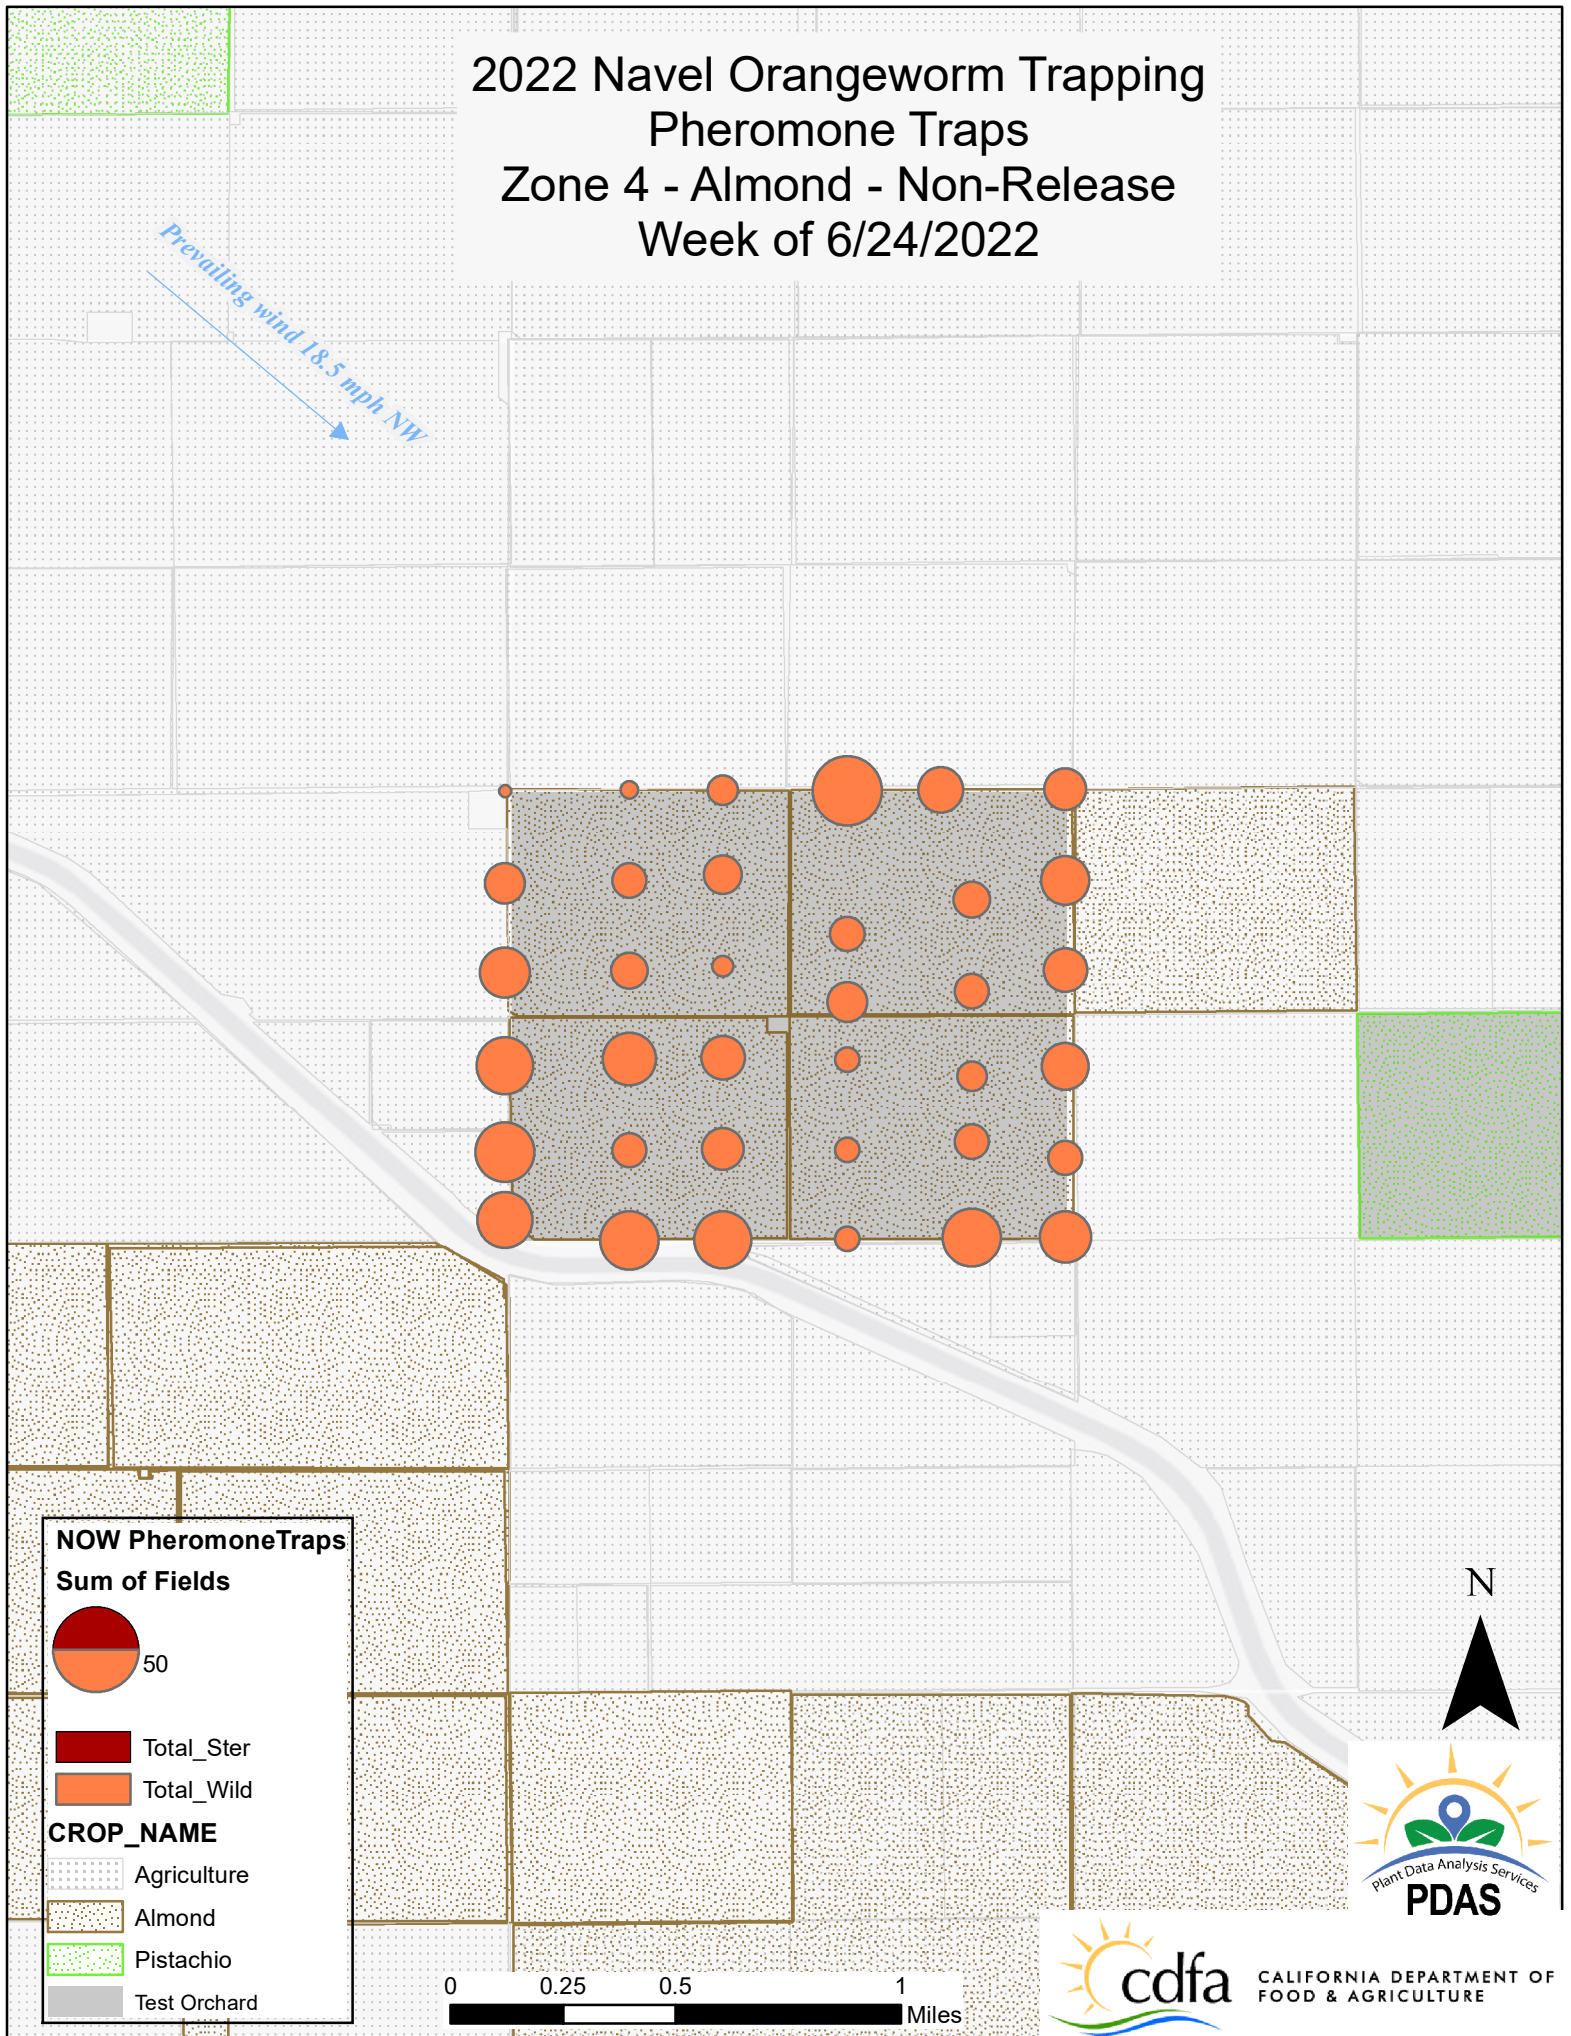 2022 Navel Orangeworm Trapping
Pheromone Traps
Zone 4 - Almond - Non-Release
Week of 6/24/2022
Prevailing wind 18.5 mph NW
NOW PheromoneTraps
Sum of Fields
50
Total_Ster
Total_Wild
CROP_NAME
Agriculture
Almond
Pistachio
Test Orchard
0 0.25 0.5 1
Miles
N
Plant Data Analysis Services
PDAS
cdfa
CALIFORNIA DEPARTMENT OF
FOOD & AGRICULTURE